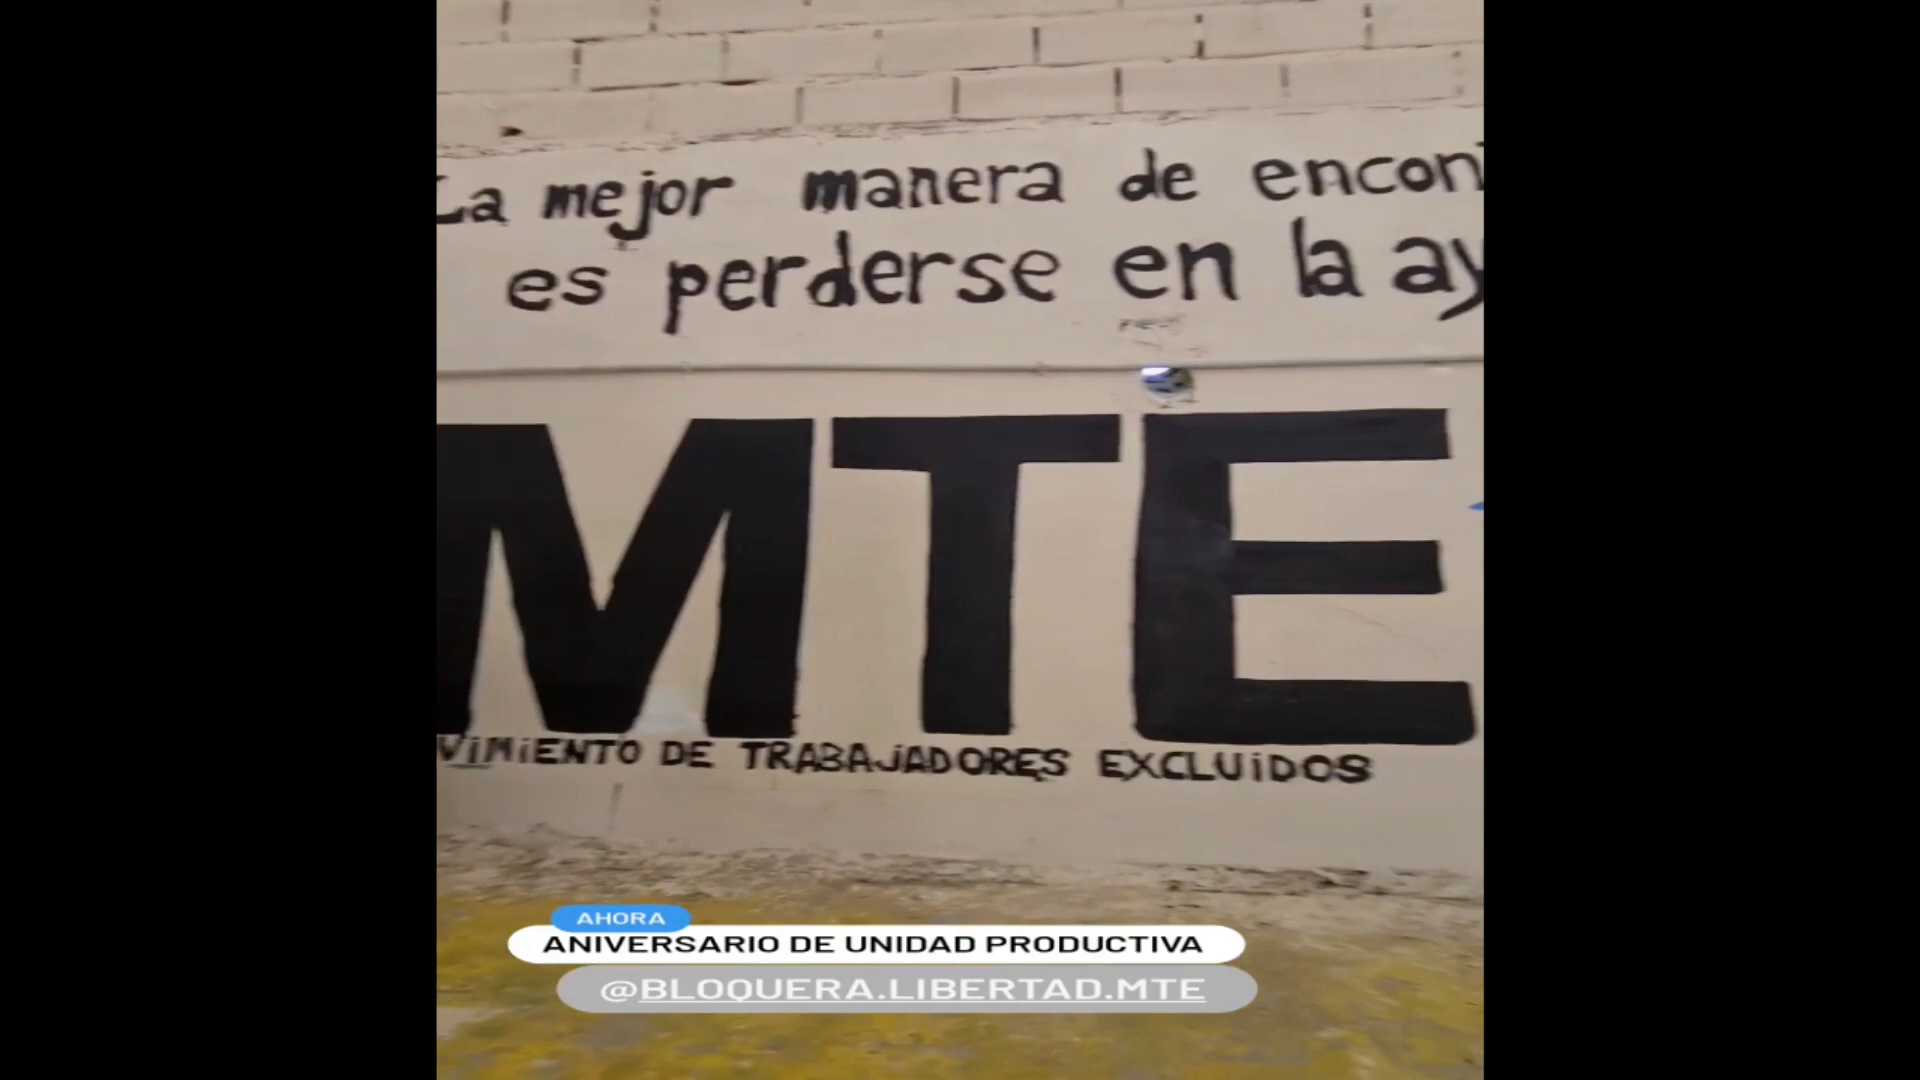 La mejor manera de encon
es perderse en la ay
MTE
VIMIENTO DE TRABAJADORES EXCLUIDOS
AHORA
ANIVERSARIO DE UNIDAD PRODUCTIVA
@BLOQUERA.LIBERTAD.MTE